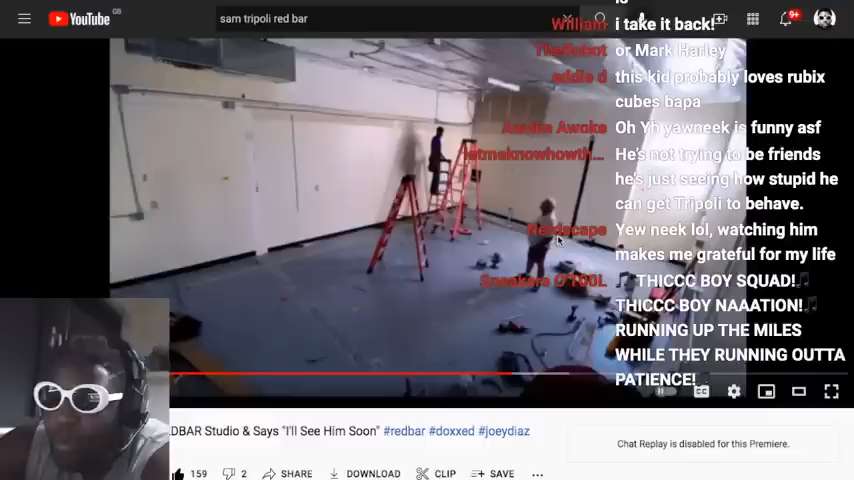 YouTube GB
sam tripoli red bar
9+
William i take it back!
TheRobot or Mark Harley
eddie d this kid probably loves rubix
cubes bapa
Awoke Awoke Oh Yh yawneek is funny asf
letmeknowhowth... He's not trying to be friends
he's just seeing how stupid he
can get Tripoli to behave.
Nerdscape Yew neek lol, watching him
makes me grateful for my life
Sneakers O'TOOL 🎵 THICCC BOY SQUAD!🎵
THICCC BOY NAAATION!🎵
RUNNING UP THE MILES
WHILE THEY RUNNING OUTTA
PATIENCE!
DBAR Studio & Says "I'll See Him Soon" #redbar #doxxed #joeydiaz
Chat Replay is disabled for this Premiere.
159 2 SHARE DOWNLOAD CLIP SAVE ...